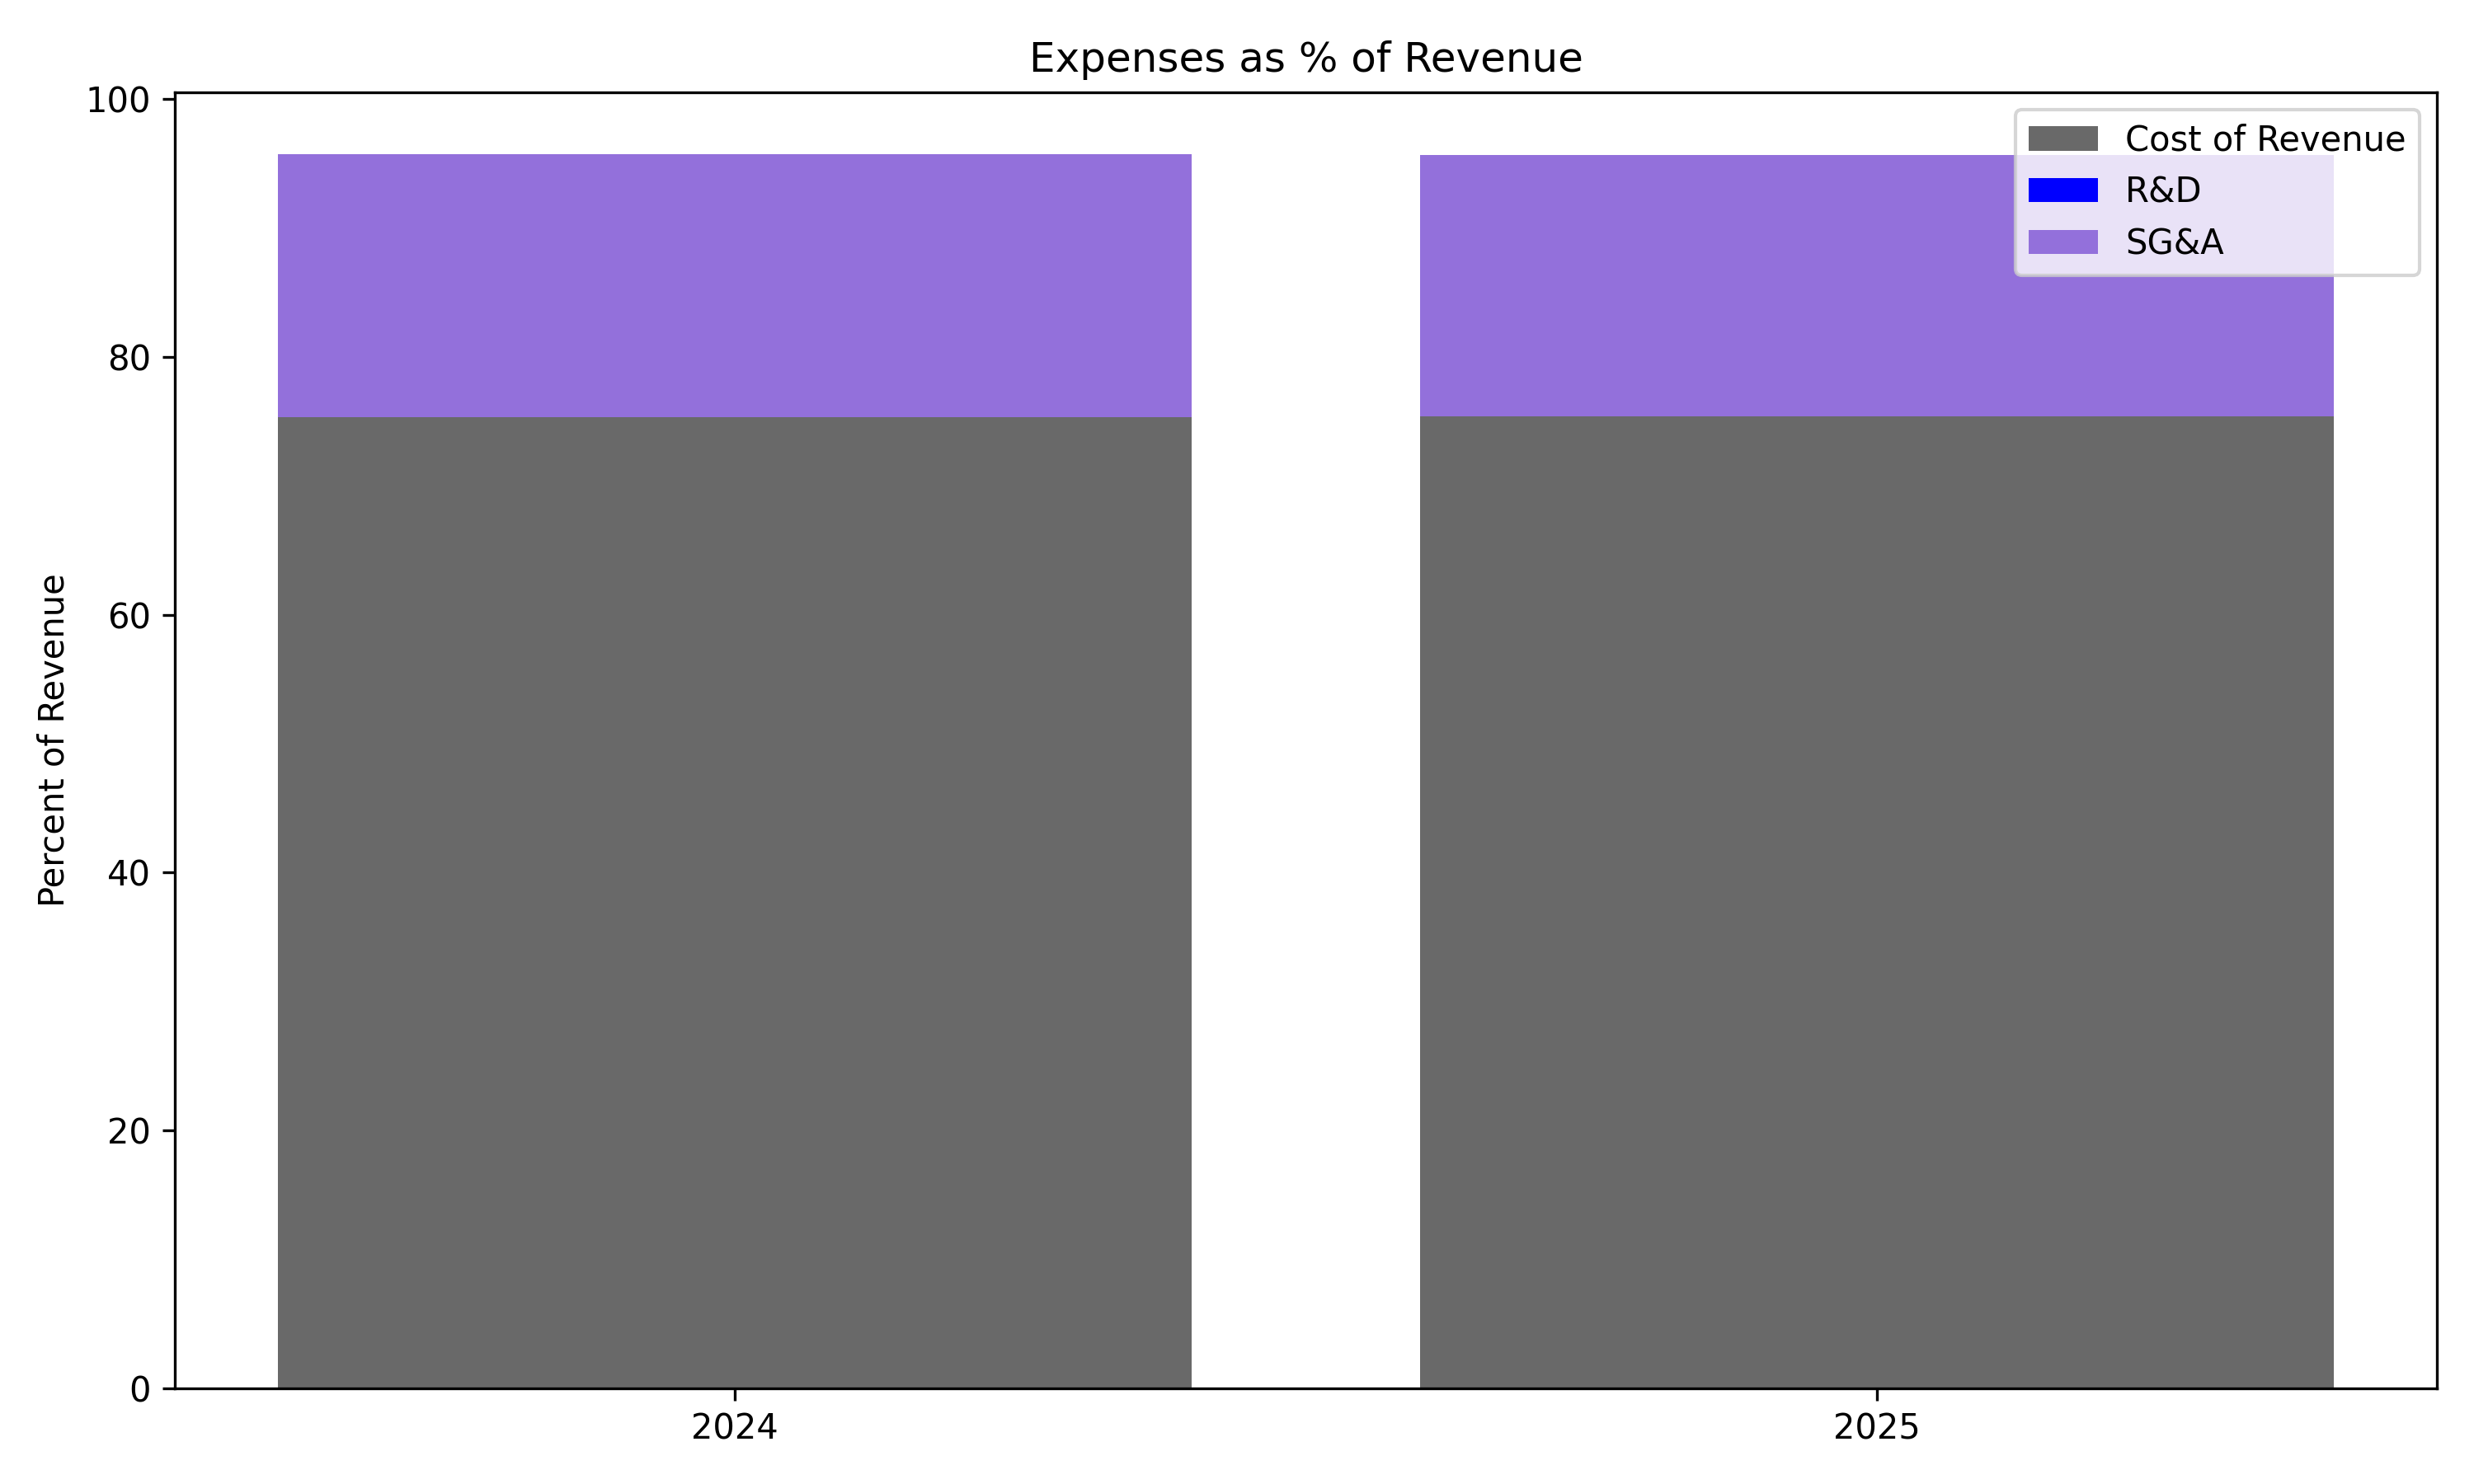 Expenses as % of Revenue
Percent of Revenue
100
80
60
40
20
0
2024
2025
Cost of Revenue
R&D
SG&A